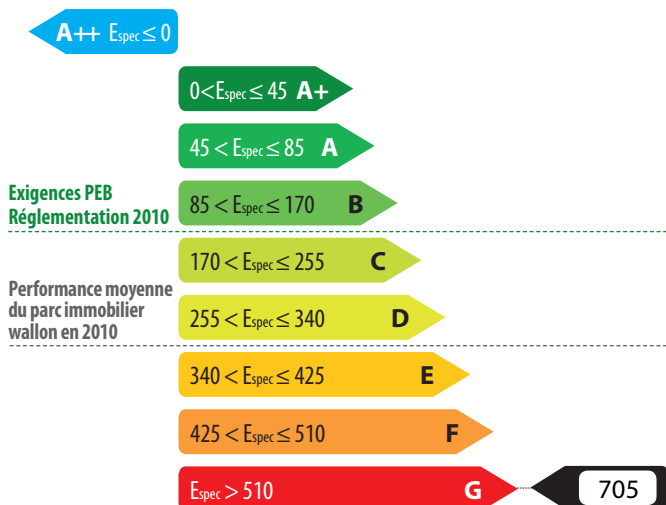 A++ Espec ≤ 0
0<Espec ≤ 45 A+
45 < Espec ≤ 85 A
Exigences PEB
Réglementation 2010
85 < Espec ≤ 170 B
170 < Espec ≤ 255 C
Performance moyenne
du parc immobilier
wallon en 2010
255 < Espec ≤ 340 D
340 < Espec ≤ 425 E
425 < Espec ≤ 510 F
Espec > 510 G
705